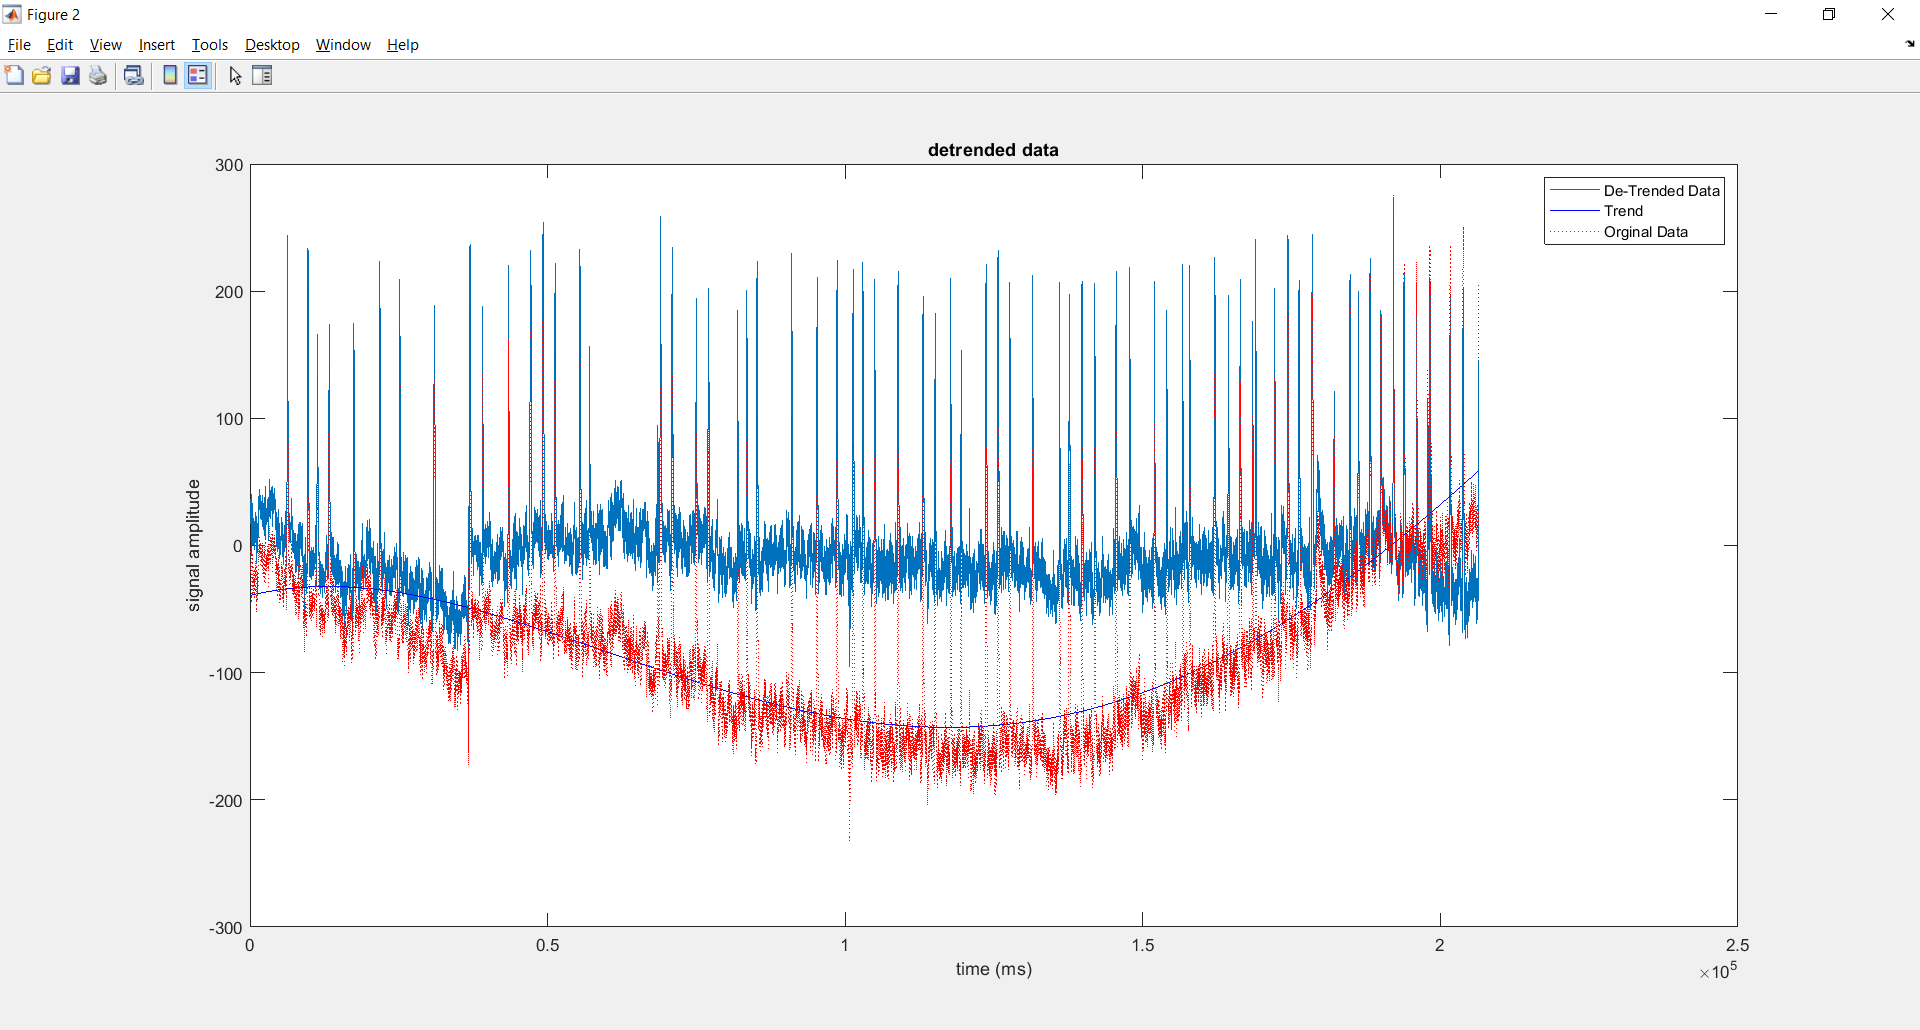 Figure 2
File Edit View Insert Tools Desktop Window Help
detrended data
300
200
100
0
-100
-200
-300
signal amplitude
De-Trended Data
Trend
Orginal Data
0 0.5 1 1.5 2 2.5
time (ms)
×10⁵